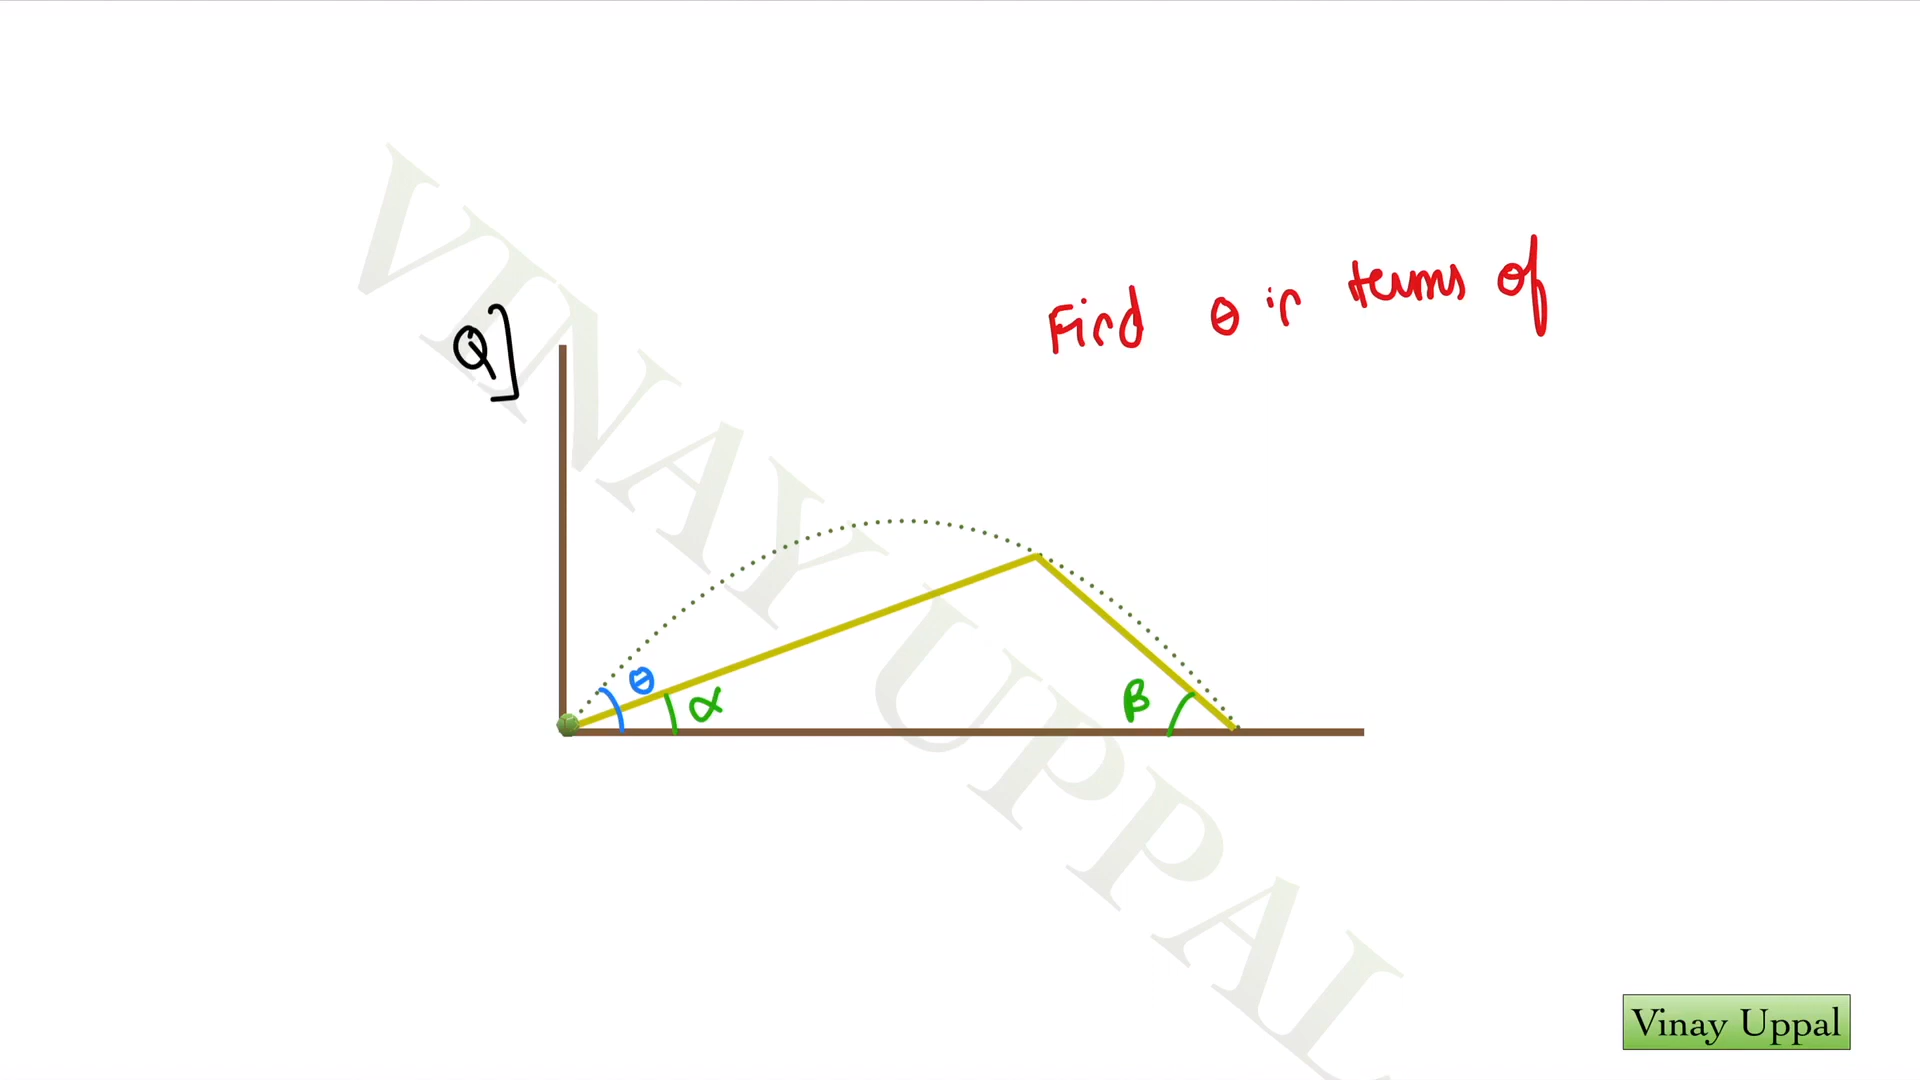 Q]
Find θ in terms of
θ
α
β
VINAY UPPAL
Vinay Uppal